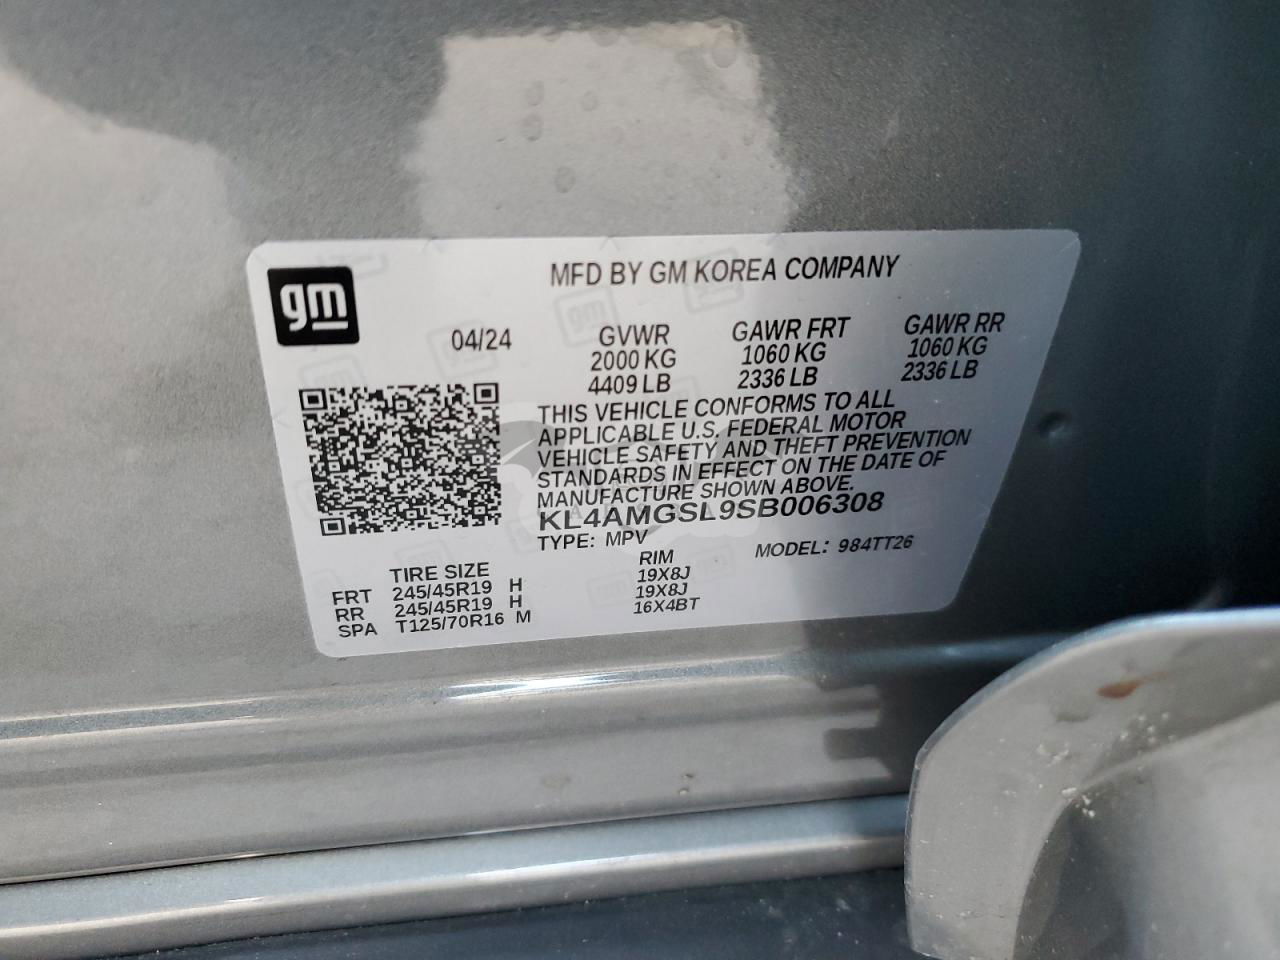 gm
MFD BY GM KOREA COMPANY
04/24
GVWR
2000 KG
4409 LB
GAWR FRT
1060 KG
2336 LB
GAWR RR
1060 KG
2336 LB
THIS VEHICLE CONFORMS TO ALL
APPLICABLE U.S. FEDERAL MOTOR
VEHICLE SAFETY AND THEFT PREVENTION
STANDARDS IN EFFECT ON THE DATE OF
MANUFACTURE SHOWN ABOVE.
KL4AMGSL9SB006308
TYPE: MPV
MODEL: 984TT26
TIRE SIZE RIM
FRT 245/45R19 H 19X8J
RR 245/45R19 H 19X8J
SPA T125/70R16 M 16X4BT